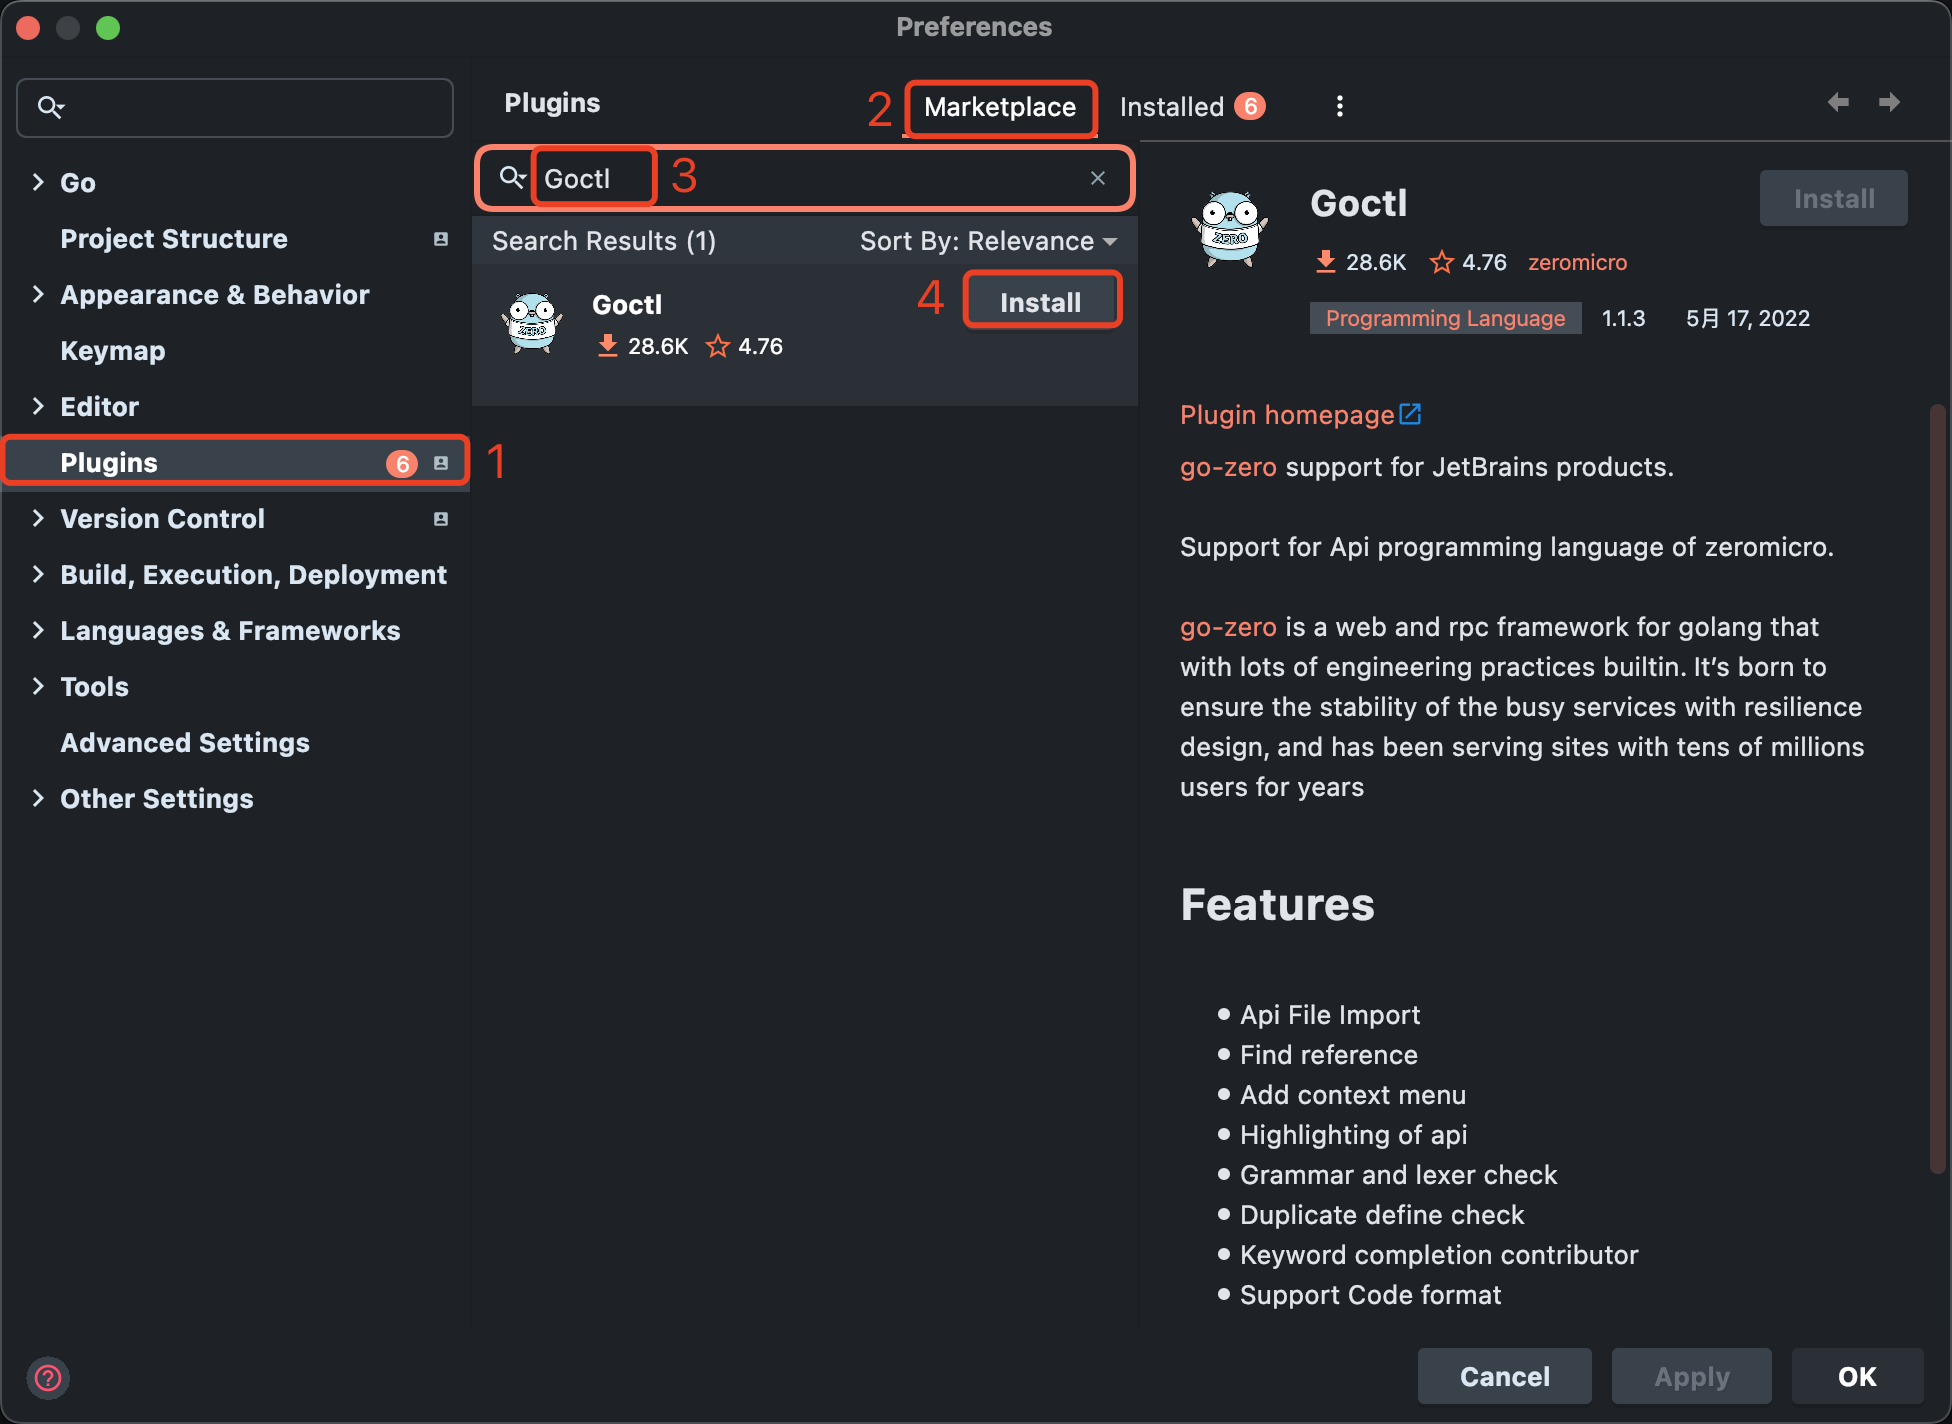 Preferences
Go
Project Structure
Appearance & Behavior
Keymap
Editor
Plugins 6 1
Version Control
Build, Execution, Deployment
Languages & Frameworks
Tools
Advanced Settings
Other Settings
Plugins 2 Marketplace Installed 6
Goctl 3
Search Results (1) Sort By: Relevance
ZERO
Goctl 4 Install
28.6K 4.76
ZERO
Goctl Install
28.6K 4.76 zeromicro
Programming Language 1.1.3 5月 17, 2022
Plugin homepage
go-zero support for JetBrains products.
Support for Api programming language of zeromicro.
go-zero is a web and rpc framework for golang that
with lots of engineering practices builtin. It’s born to
ensure the stability of the busy services with resilience
design, and has been serving sites with tens of millions
users for years
Features
• Api File Import
• Find reference
• Add context menu
• Highlighting of api
• Grammar and lexer check
• Duplicate define check
• Keyword completion contributor
• Support Code format
? Cancel Apply OK